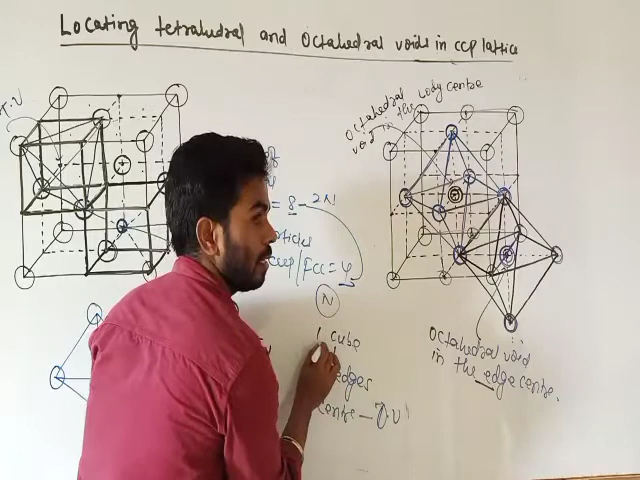 Locating tetrahedral and Octahedral voids in ccp lattice
T.V
Octahedral
void in the body centre
of
= 8 - 2N
ccp/FCC = 4
N
1 cube
edges
centre -
Octahedral void
in the edge centre.